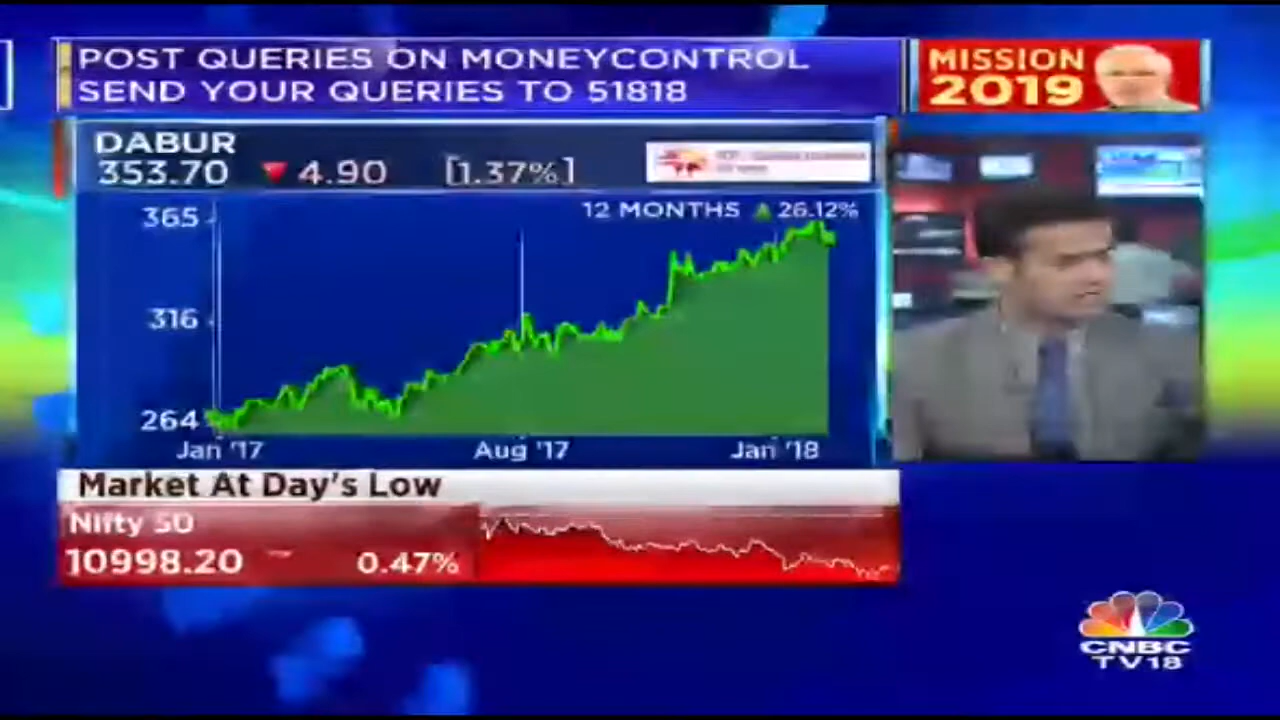 POST QUERIES ON MONEYCONTROL
SEND YOUR QUERIES TO 51818
MISSION
2019
DABUR
353.70 ▼ 4.90 [1.37%]
12 MONTHS ▲ 26.12%
365
316
264
Jan '17 Aug '17 Jan '18
Market At Day's Low
Nifty 50
10998.20 0.47%
CNBC
TV18